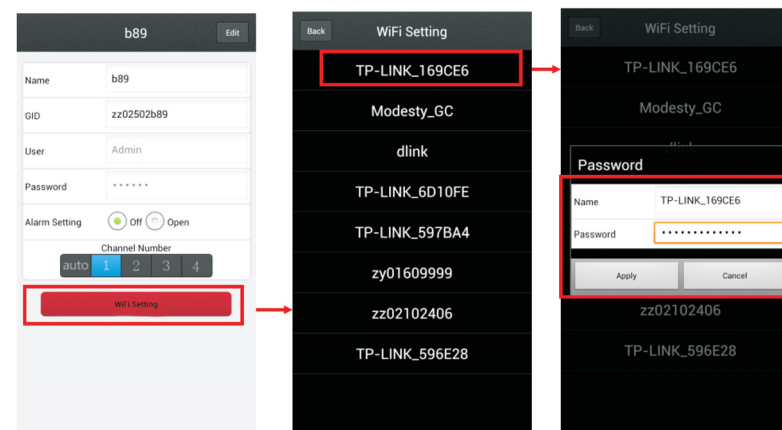 b89
Edit
Name b89
GID zz02502b89
User Admin
Password ······
Alarm Setting Off Open
Channel Number
auto 1 2 3 4
WiFi Setting
Back WiFi Setting
TP-LINK_169CE6
Modesty_GC
dlink
TP-LINK_6D10FE
TP-LINK_597BA4
zy01609999
zz02102406
TP-LINK_596E28
Back WiFi Setting
TP-LINK_169CE6
Modesty_GC
Password
Name TP-LINK_169CE6
Password ·············
Apply Cancel
zz02102406
TP-LINK_596E28